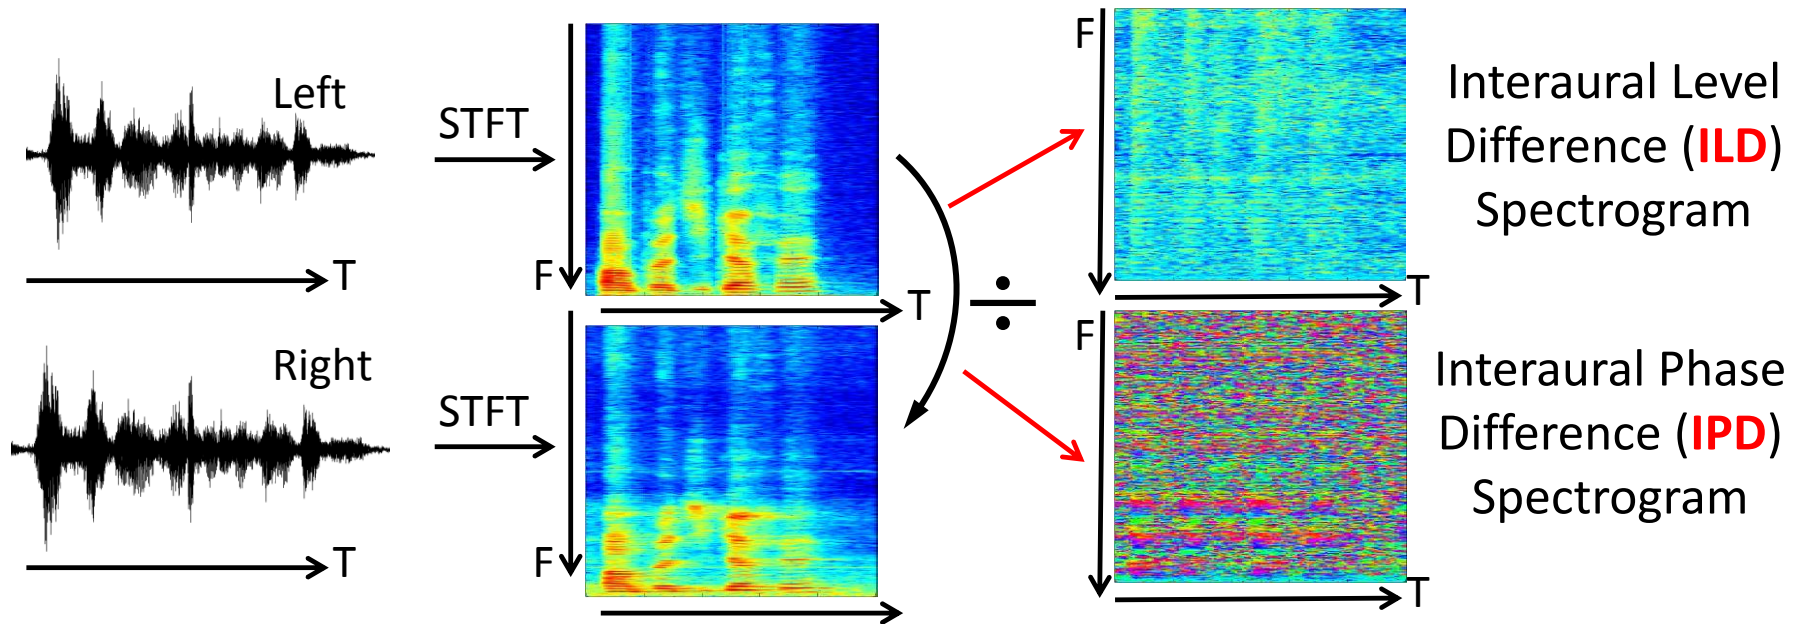 Left
STFT
T
F
T
Right
STFT
T
F
÷
F
T
Interaural Level
Difference (ILD)
Spectrogram
F
T
Interaural Phase
Difference (IPD)
Spectrogram